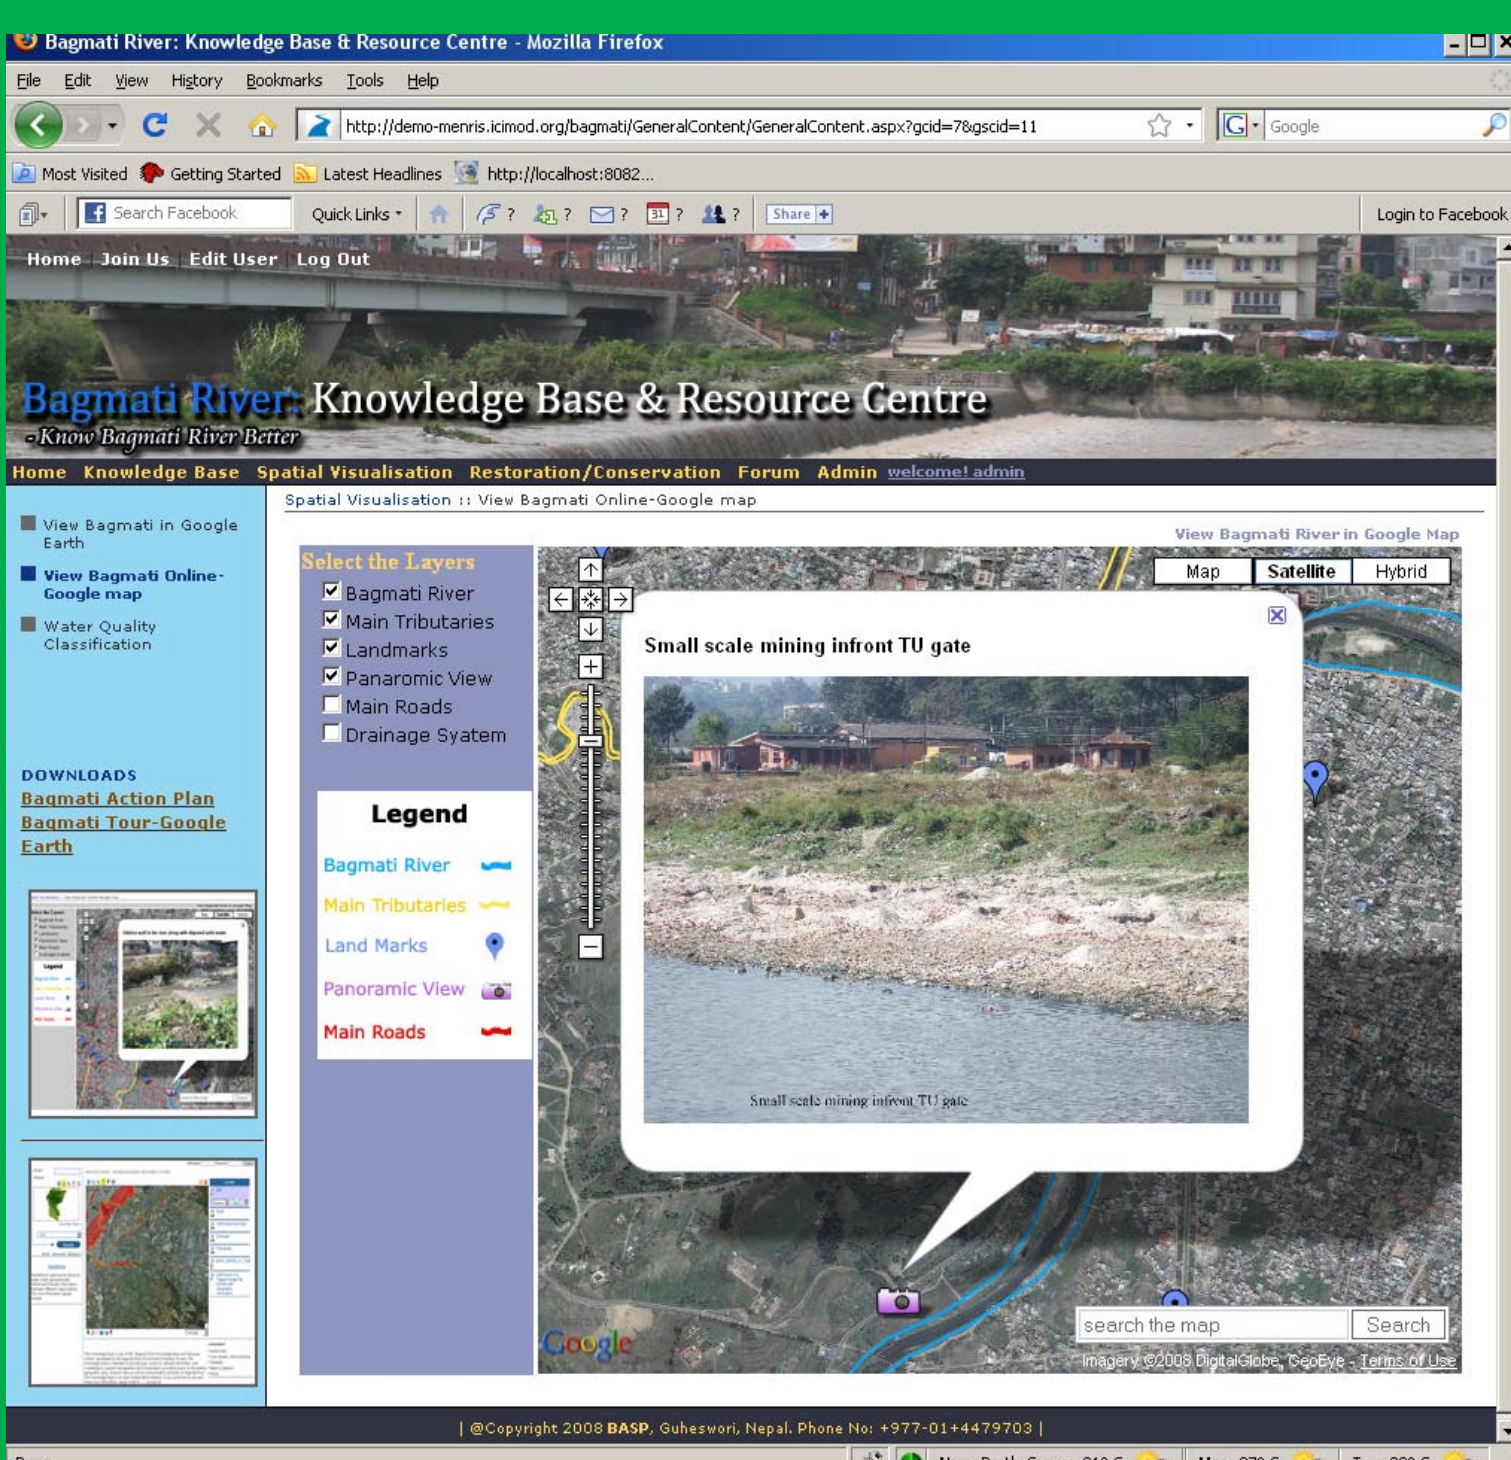 Bagmati River: Knowledge Base & Resource Centre - Mozilla Firefox
File Edit View History Bookmarks Tools Help
http://demo-menris.icimod.org/bagmati/GeneralContent/GeneralContent.aspx?gcid=7&gscid=11
G Google
Most Visited Getting Started Latest Headlines http://localhost:8082...
Search Facebook Quick Links ? ? ? 31 ? ? Share Login to Facebook
Home Join Us Edit User Log Out
Bagmati River: Knowledge Base & Resource Centre
- Know Bagmati River Better
Home Knowledge Base Spatial Visualisation Restoration/Conservation Forum Admin welcome! admin
Spatial Visualisation :: View Bagmati Online-Google map
View Bagmati in Google
Earth
View Bagmati Online-
Google map
Water Quality
Classification
DOWNLOADS
Bagmati Action Plan
Bagmati Tour-Google
Earth
View Bagmati River in Google Map
Select the Layers
Bagmati River
Main Tributaries
Landmarks
Panaromic View
Main Roads
Drainage Syatem
Legend
Bagmati River
Main Tributaries
Land Marks
Panoramic View
Main Roads
Map Satellite Hybrid
Small scale mining infront TU gate
Small scale mining infront TU gate
POWERED BY
Google
search the map Search
Imagery ©2008 DigitalGlobe, GeoEye - Terms of Use
| @Copyright 2008 BASP, Guheswori, Nepal. Phone No: +977-01+4479703 |